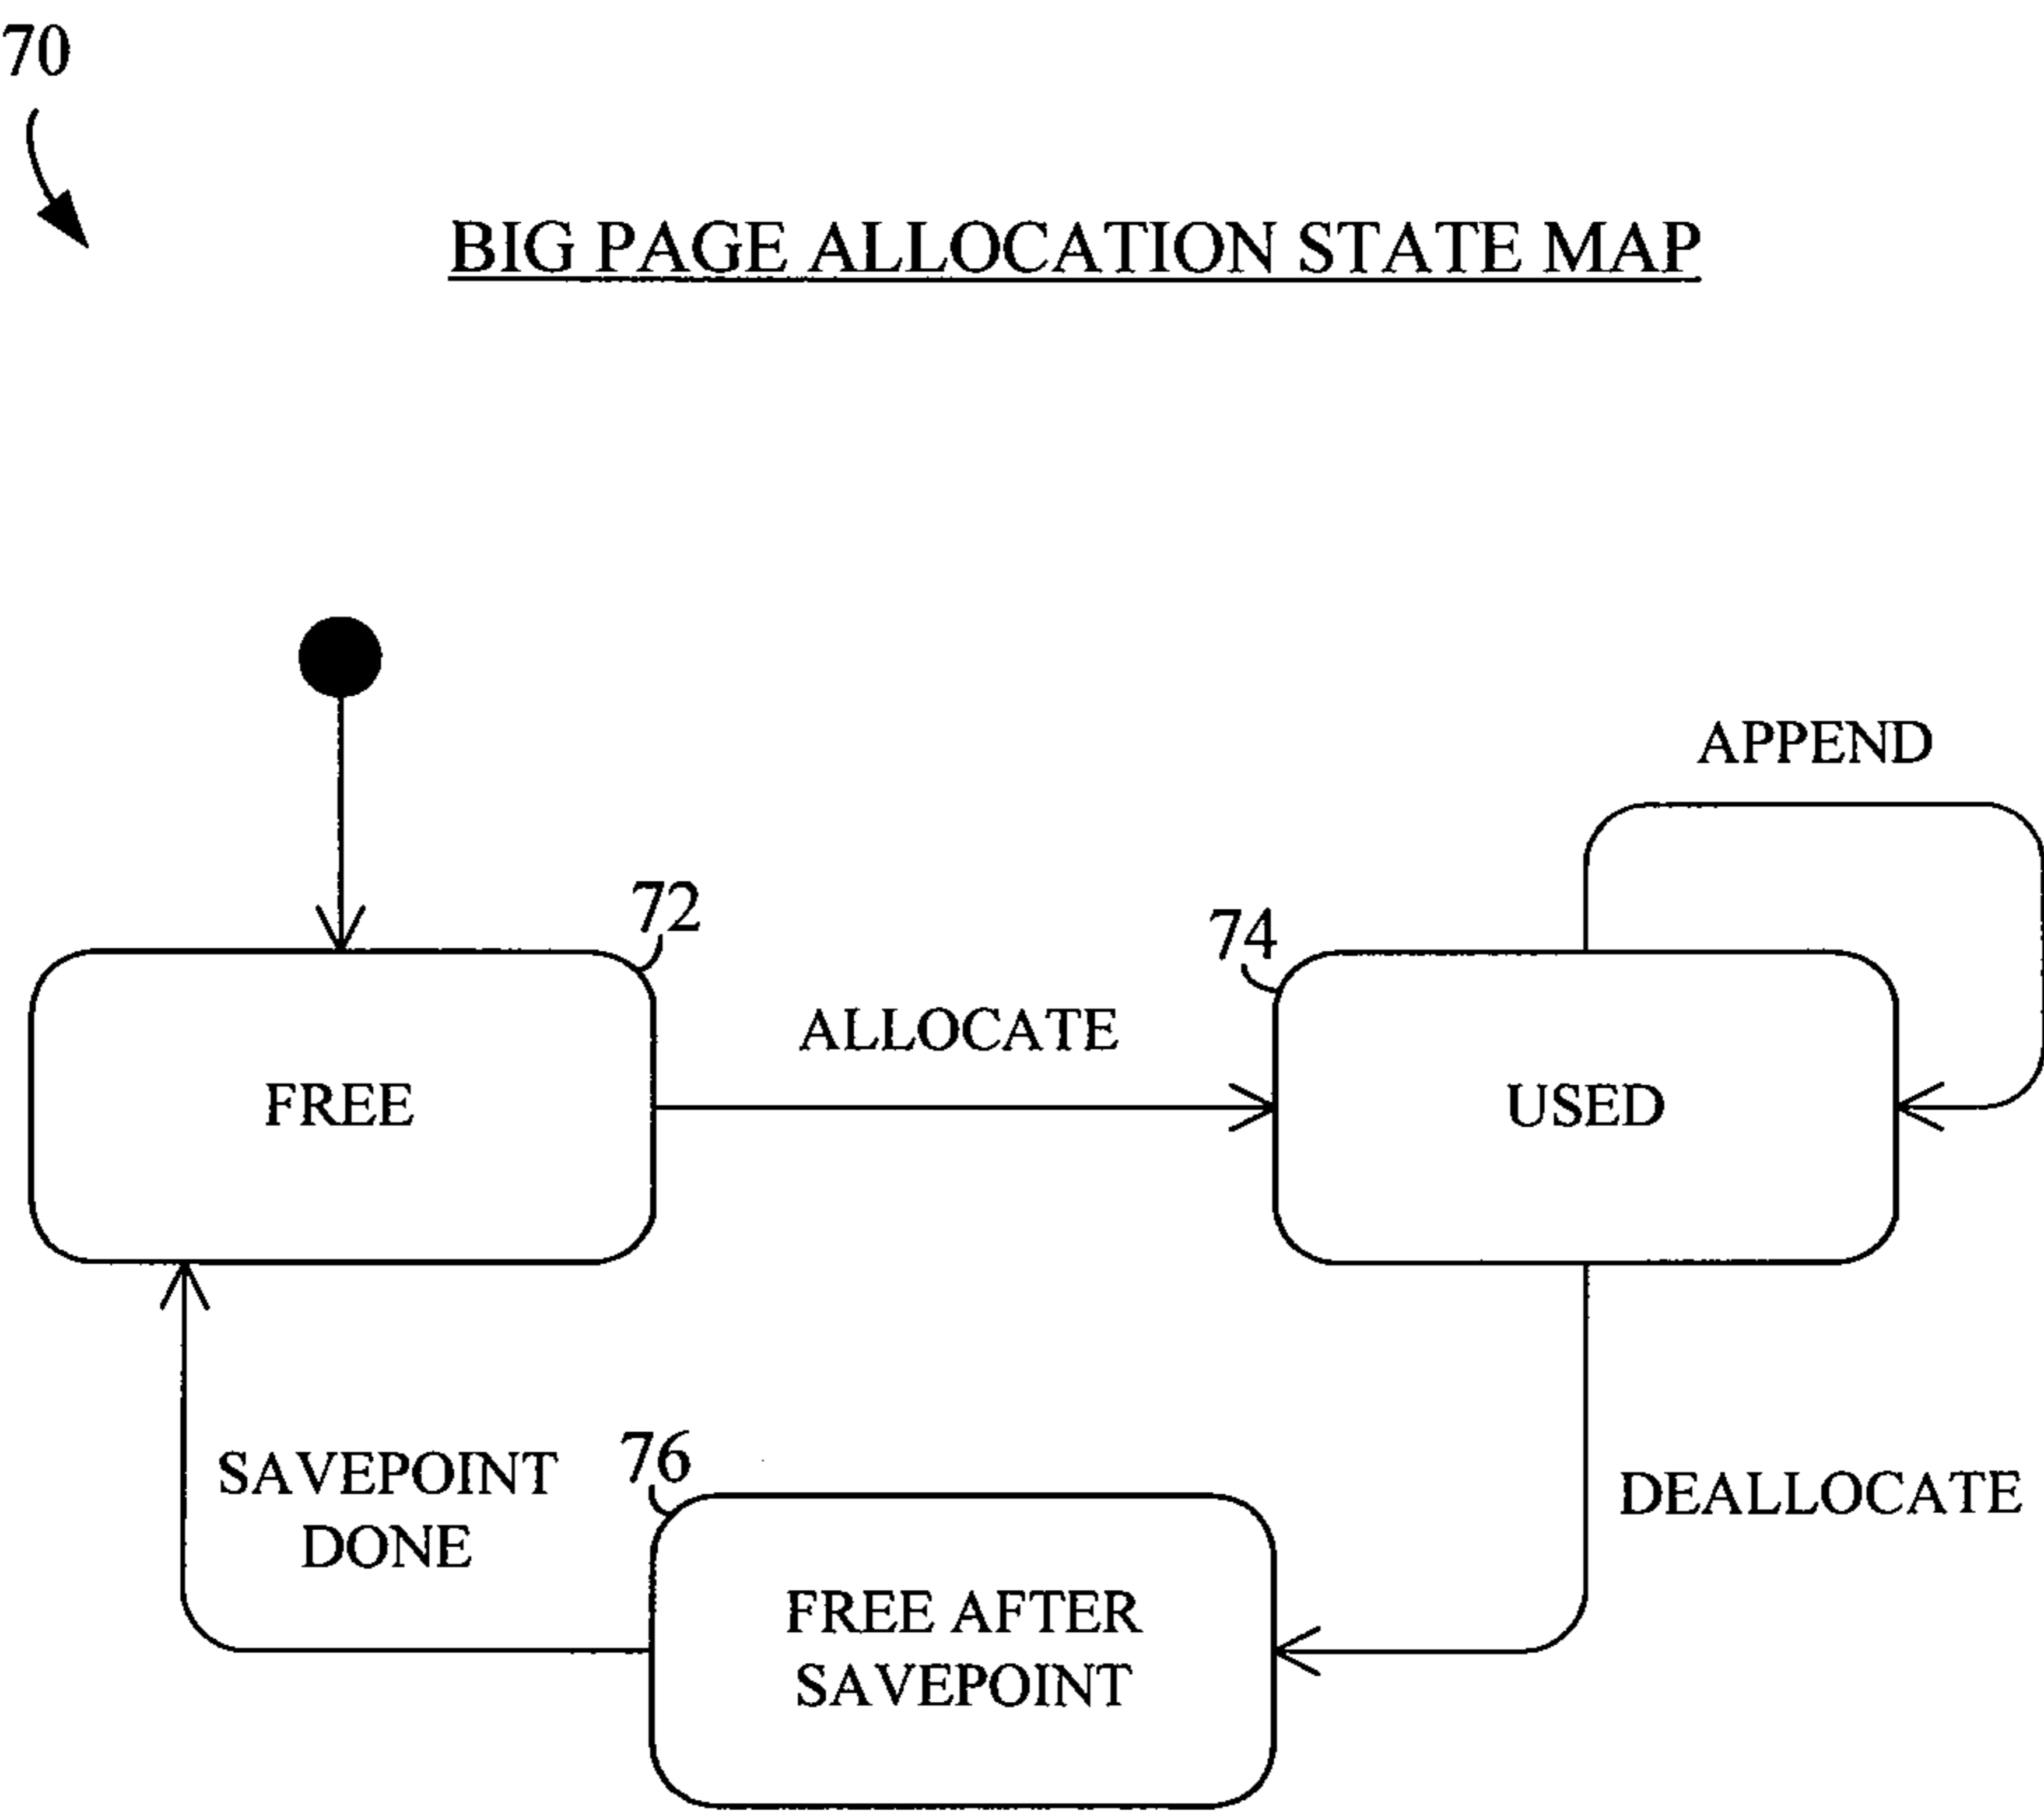 70
BIG PAGE ALLOCATION STATE MAP
APPEND
72
74
ALLOCATE
FREE
USED
SAVEPOINT
DONE
76
DEALLOCATE
FREE AFTER
SAVEPOINT